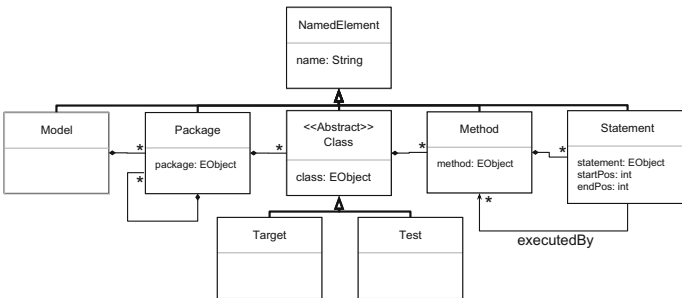 NamedElement
name: String
Model
*
Package
package: EObject
*
*
<<Abstract>>
Class
class: EObject
*
Method
method: EObject
*
Statement
statement: EObject
startPos: int
endPos: int
*
executedBy
Target
Test